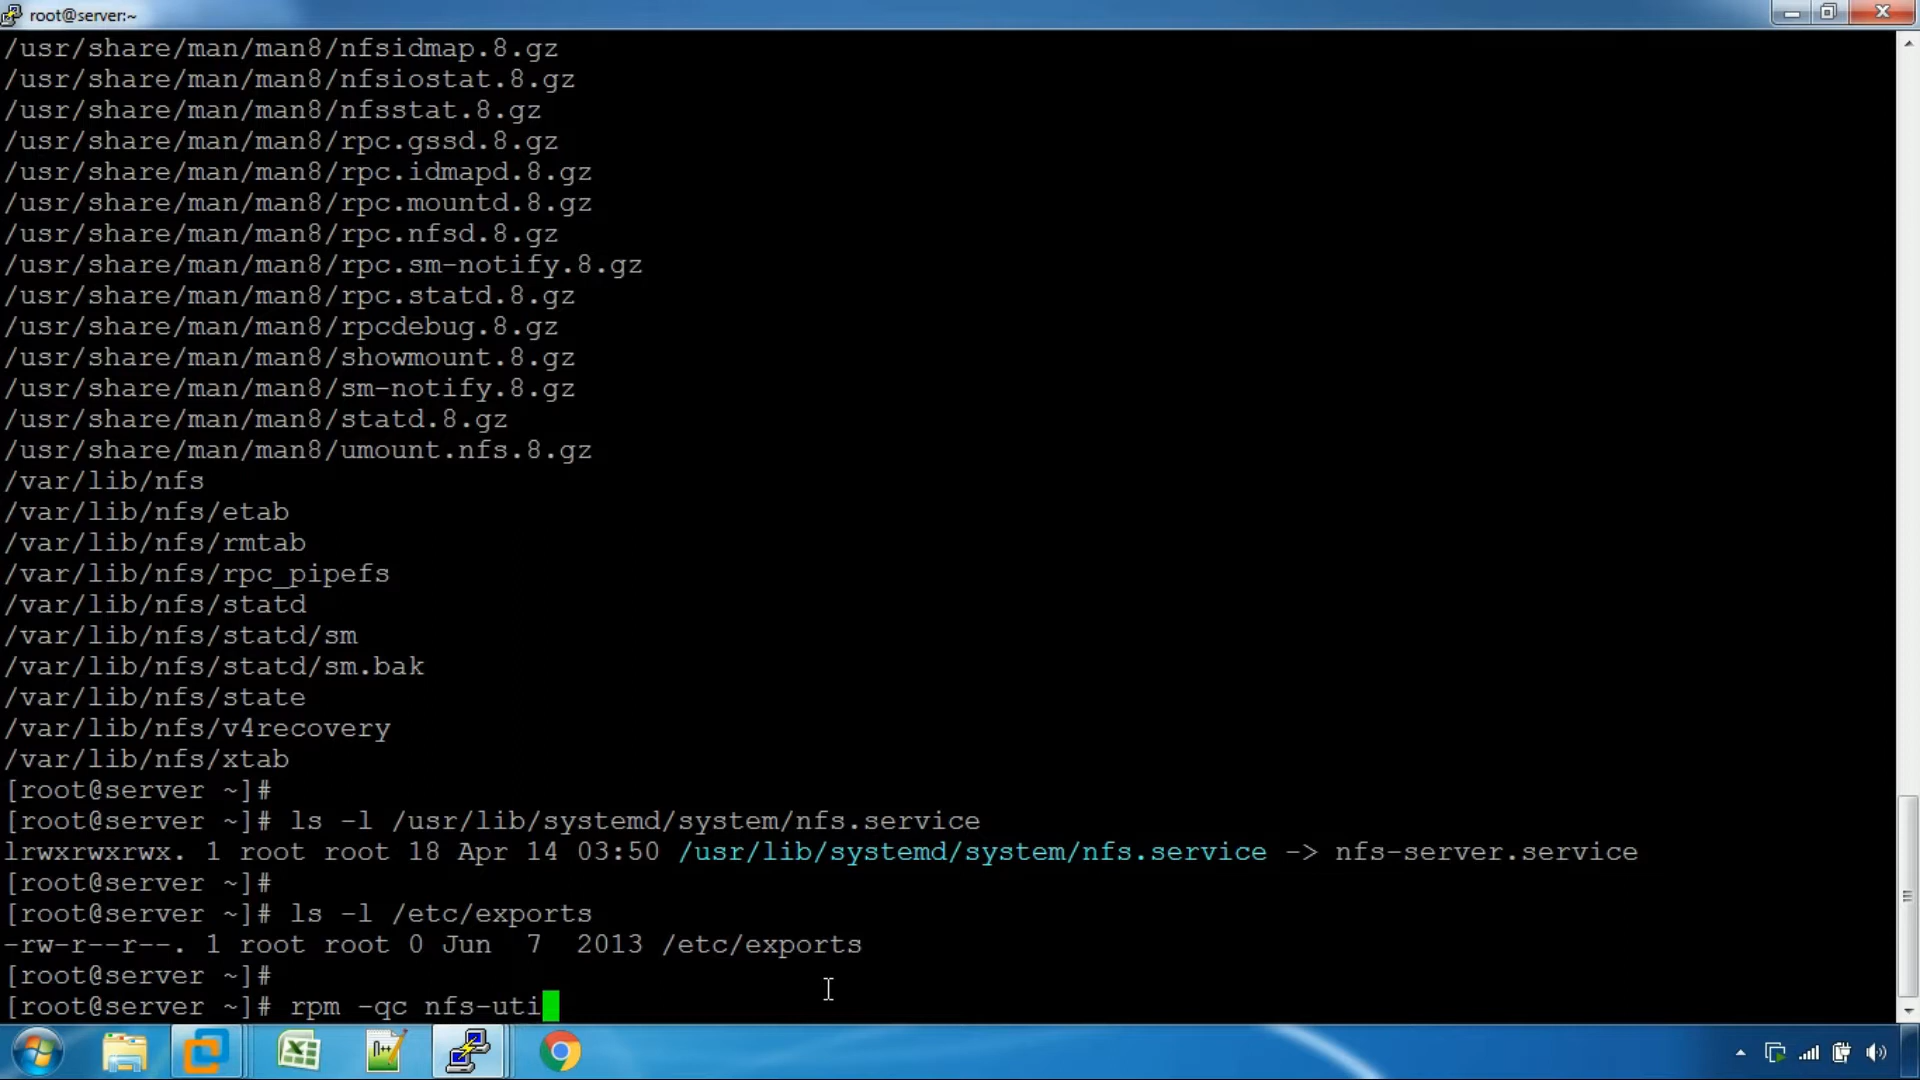 root@server:~
/usr/share/man/man8/nfsidmap.8.gz
/usr/share/man/man8/nfsiostat.8.gz
/usr/share/man/man8/nfsstat.8.gz
/usr/share/man/man8/rpc.gssd.8.gz
/usr/share/man/man8/rpc.idmapd.8.gz
/usr/share/man/man8/rpc.mountd.8.gz
/usr/share/man/man8/rpc.nfsd.8.gz
/usr/share/man/man8/rpc.sm-notify.8.gz
/usr/share/man/man8/rpc.statd.8.gz
/usr/share/man/man8/rpcdebug.8.gz
/usr/share/man/man8/showmount.8.gz
/usr/share/man/man8/sm-notify.8.gz
/usr/share/man/man8/statd.8.gz
/usr/share/man/man8/umount.nfs.8.gz
/var/lib/nfs
/var/lib/nfs/etab
/var/lib/nfs/rmtab
/var/lib/nfs/rpc_pipefs
/var/lib/nfs/statd
/var/lib/nfs/statd/sm
/var/lib/nfs/statd/sm.bak
/var/lib/nfs/state
/var/lib/nfs/v4recovery
/var/lib/nfs/xtab
[root@server ~]#
[root@server ~]# ls -l /usr/lib/systemd/system/nfs.service
lrwxrwxrwx. 1 root root 18 Apr 14 03:50 /usr/lib/systemd/system/nfs.service -> nfs-server.service
[root@server ~]#
[root@server ~]# ls -l /etc/exports
-rw-r--r--. 1 root root 0 Jun  7  2013 /etc/exports
[root@server ~]#
[root@server ~]# rpm -qc nfs-uti